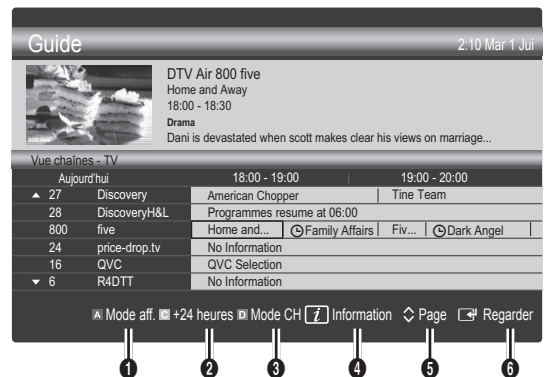 Guide 2:10 Mar 1 Jui
DTV Air 800 five
Home and Away
18:00 - 18:30
Drama
Dani is devastated when scott makes clear his views on marriage...
800 five
Vue chaînes - TV
Aujourd'hui 18:00 - 19:00 19:00 - 20:00
▲ 27 Discovery American Chopper Tine Team
28 DiscoveryH&L Programmes resume at 06:00
800 five Home and... Family Affairs Fiv... Dark Angel
24 price-drop.tv No Information
16 QVC QVC Selection
▼ 6 R4DTT No Information
A Mode aff. C +24 heures D Mode CH i Information Page Regarder
1 2 3 4 5 6